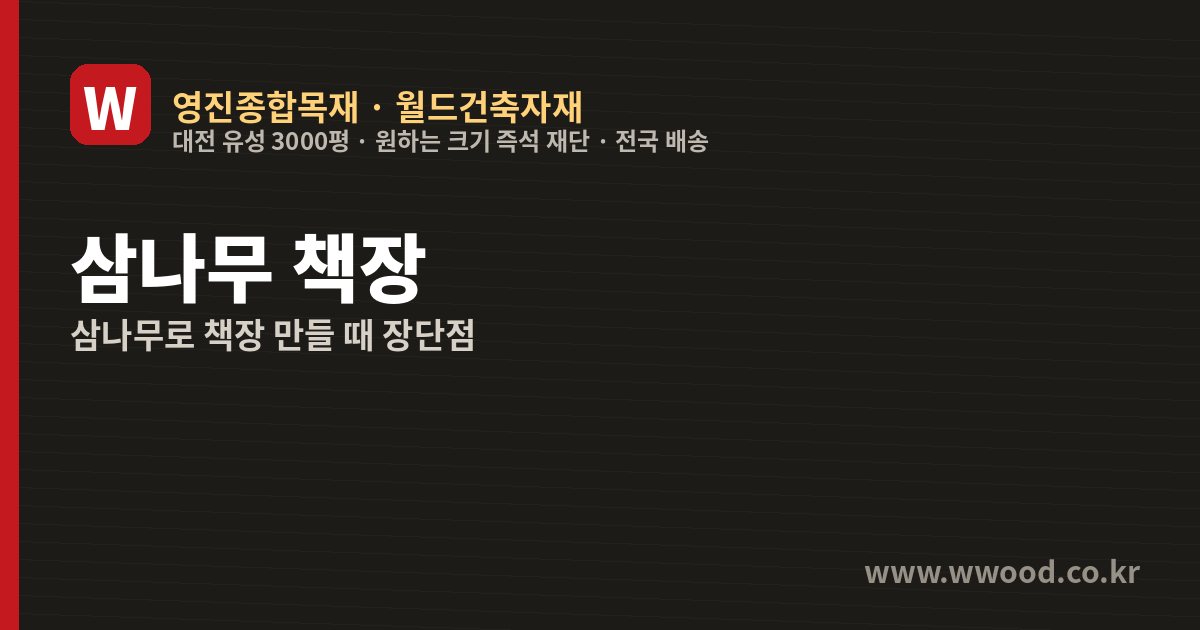 W
영진종합목재 · 월드건축자재
대전 유성 3000평 · 원하는 크기 즉석 재단 · 전국 배송
삼나무 책장
삼나무로 책장 만들 때 장단점
www.wwood.co.kr